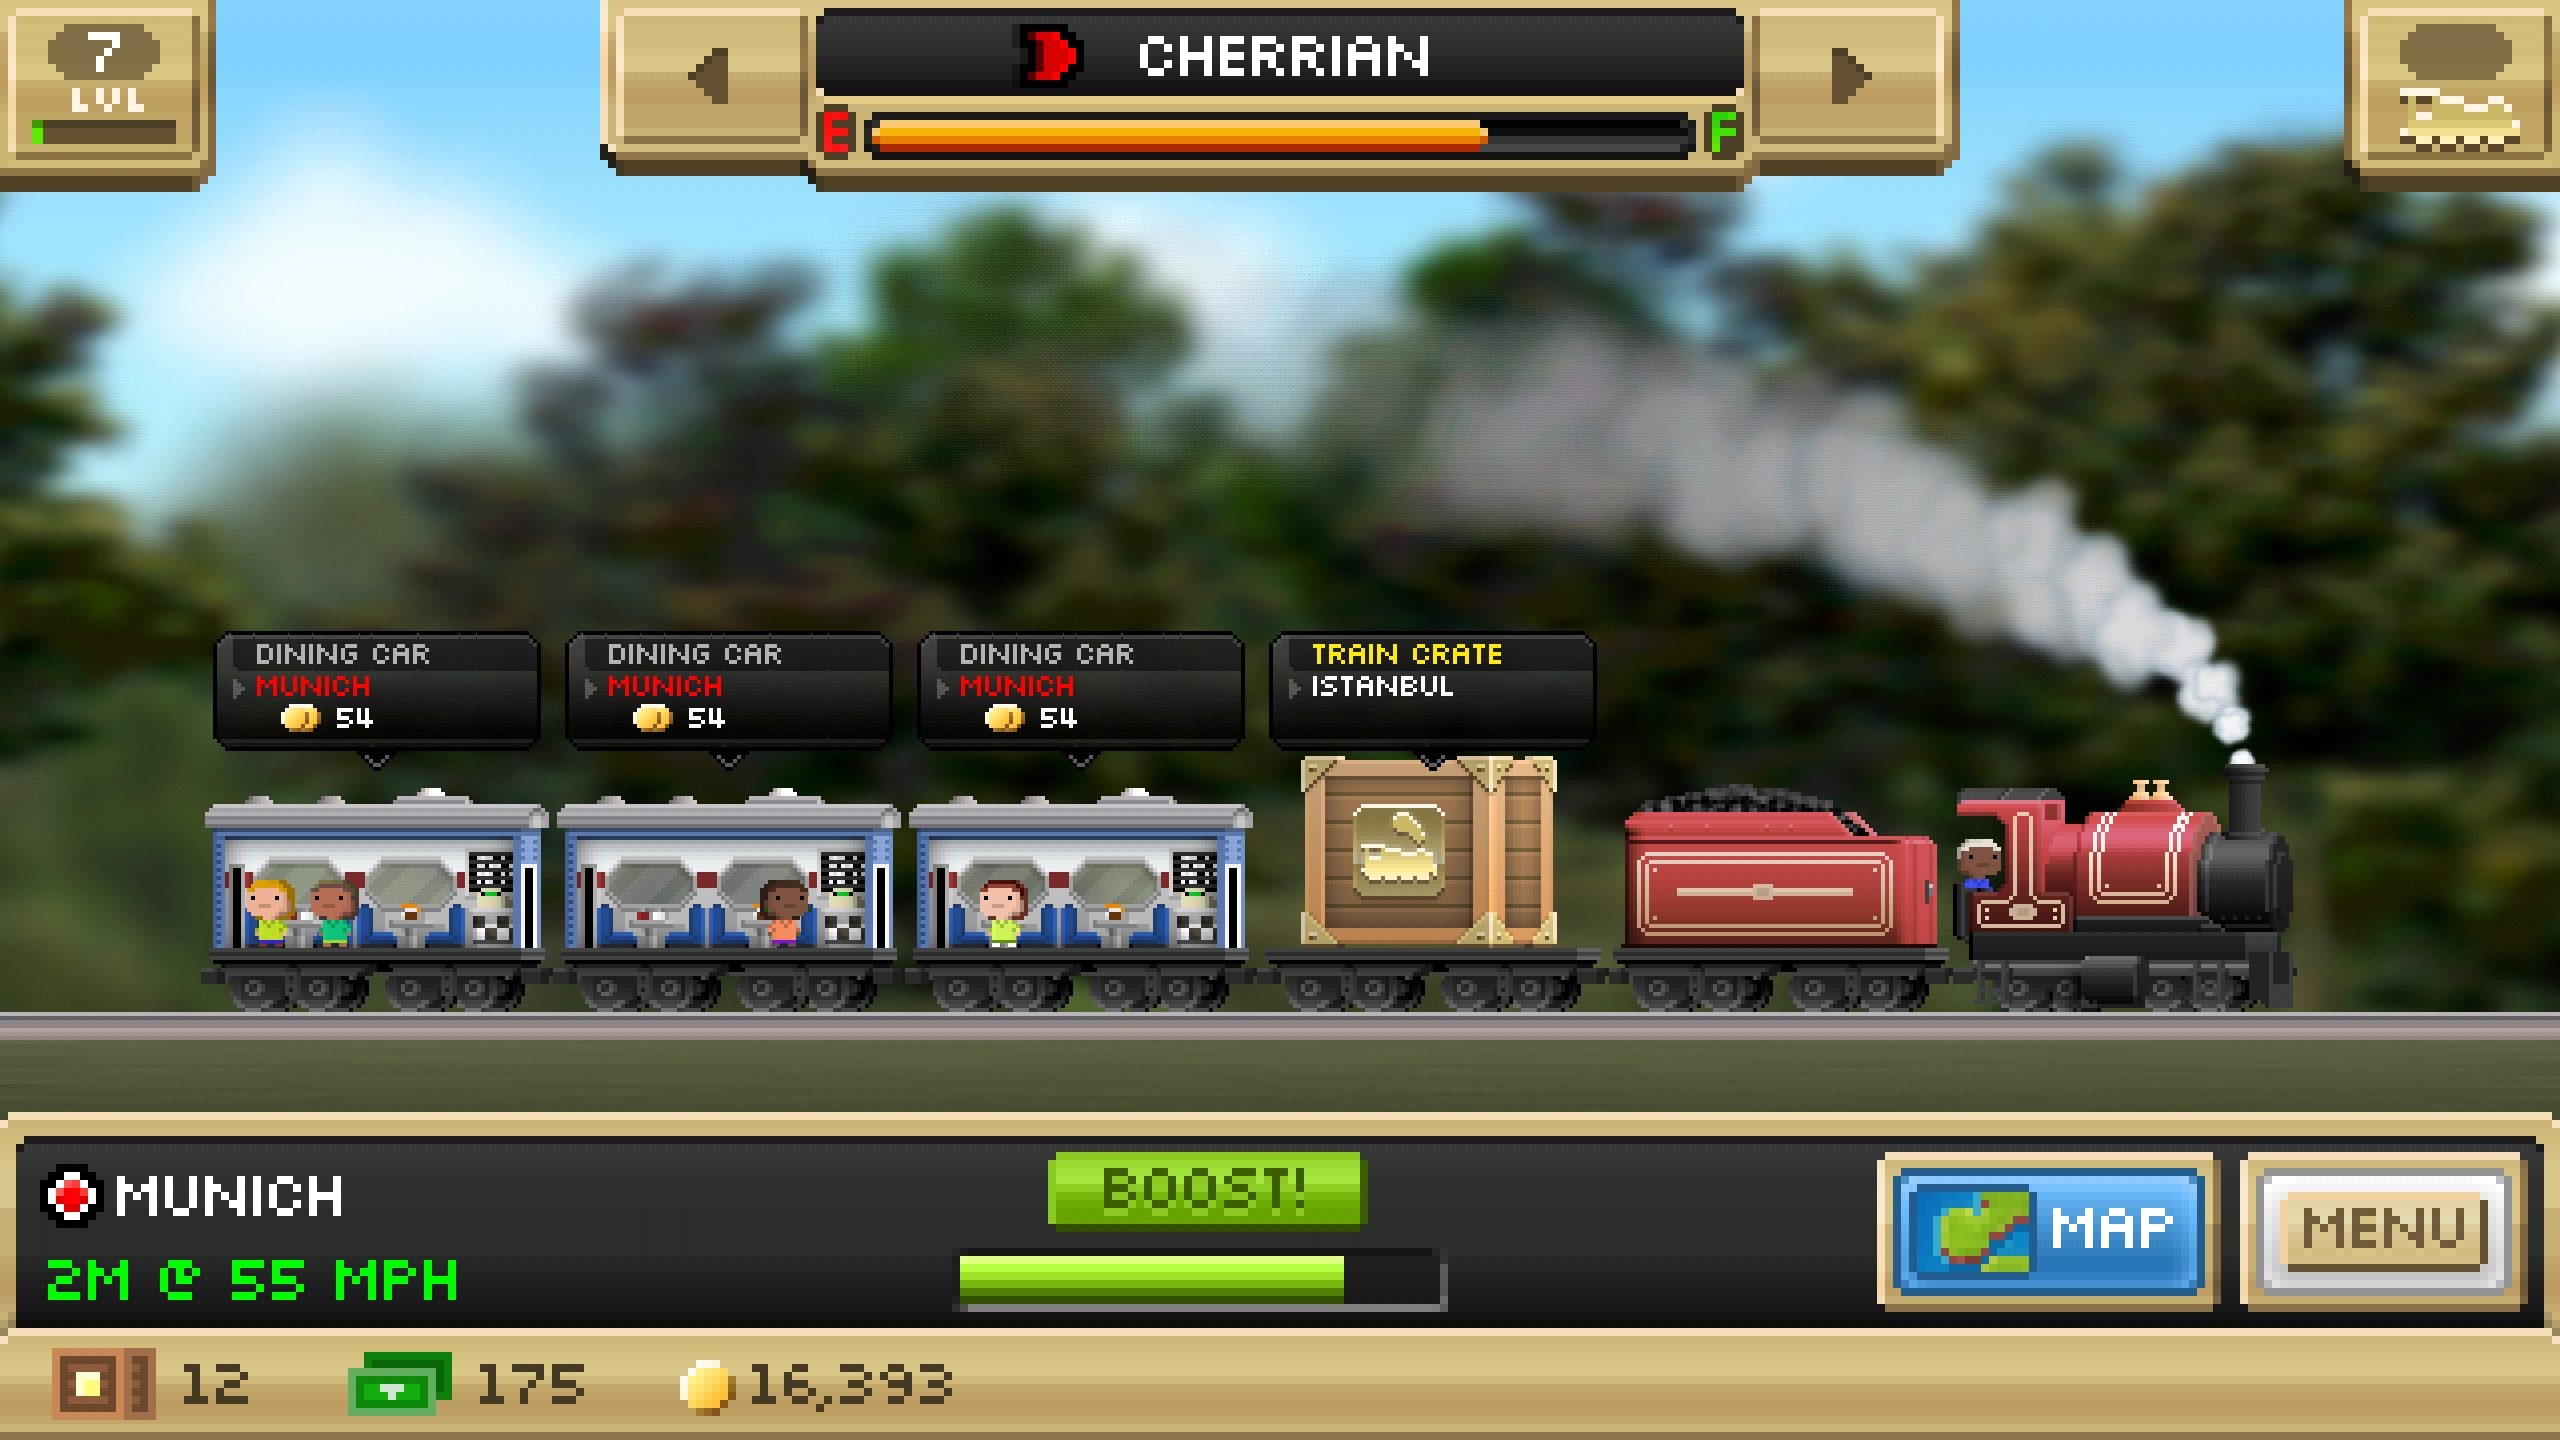 7
LVL
CHERRIAN
E F
DINING CAR
MUNICH
54
DINING CAR
MUNICH
54
DINING CAR
MUNICH
54
TRAIN CRATE
ISTANBUL
MUNICH
2M @ 55 MPH
BOOST!
MAP
MENU
12
175
16,393